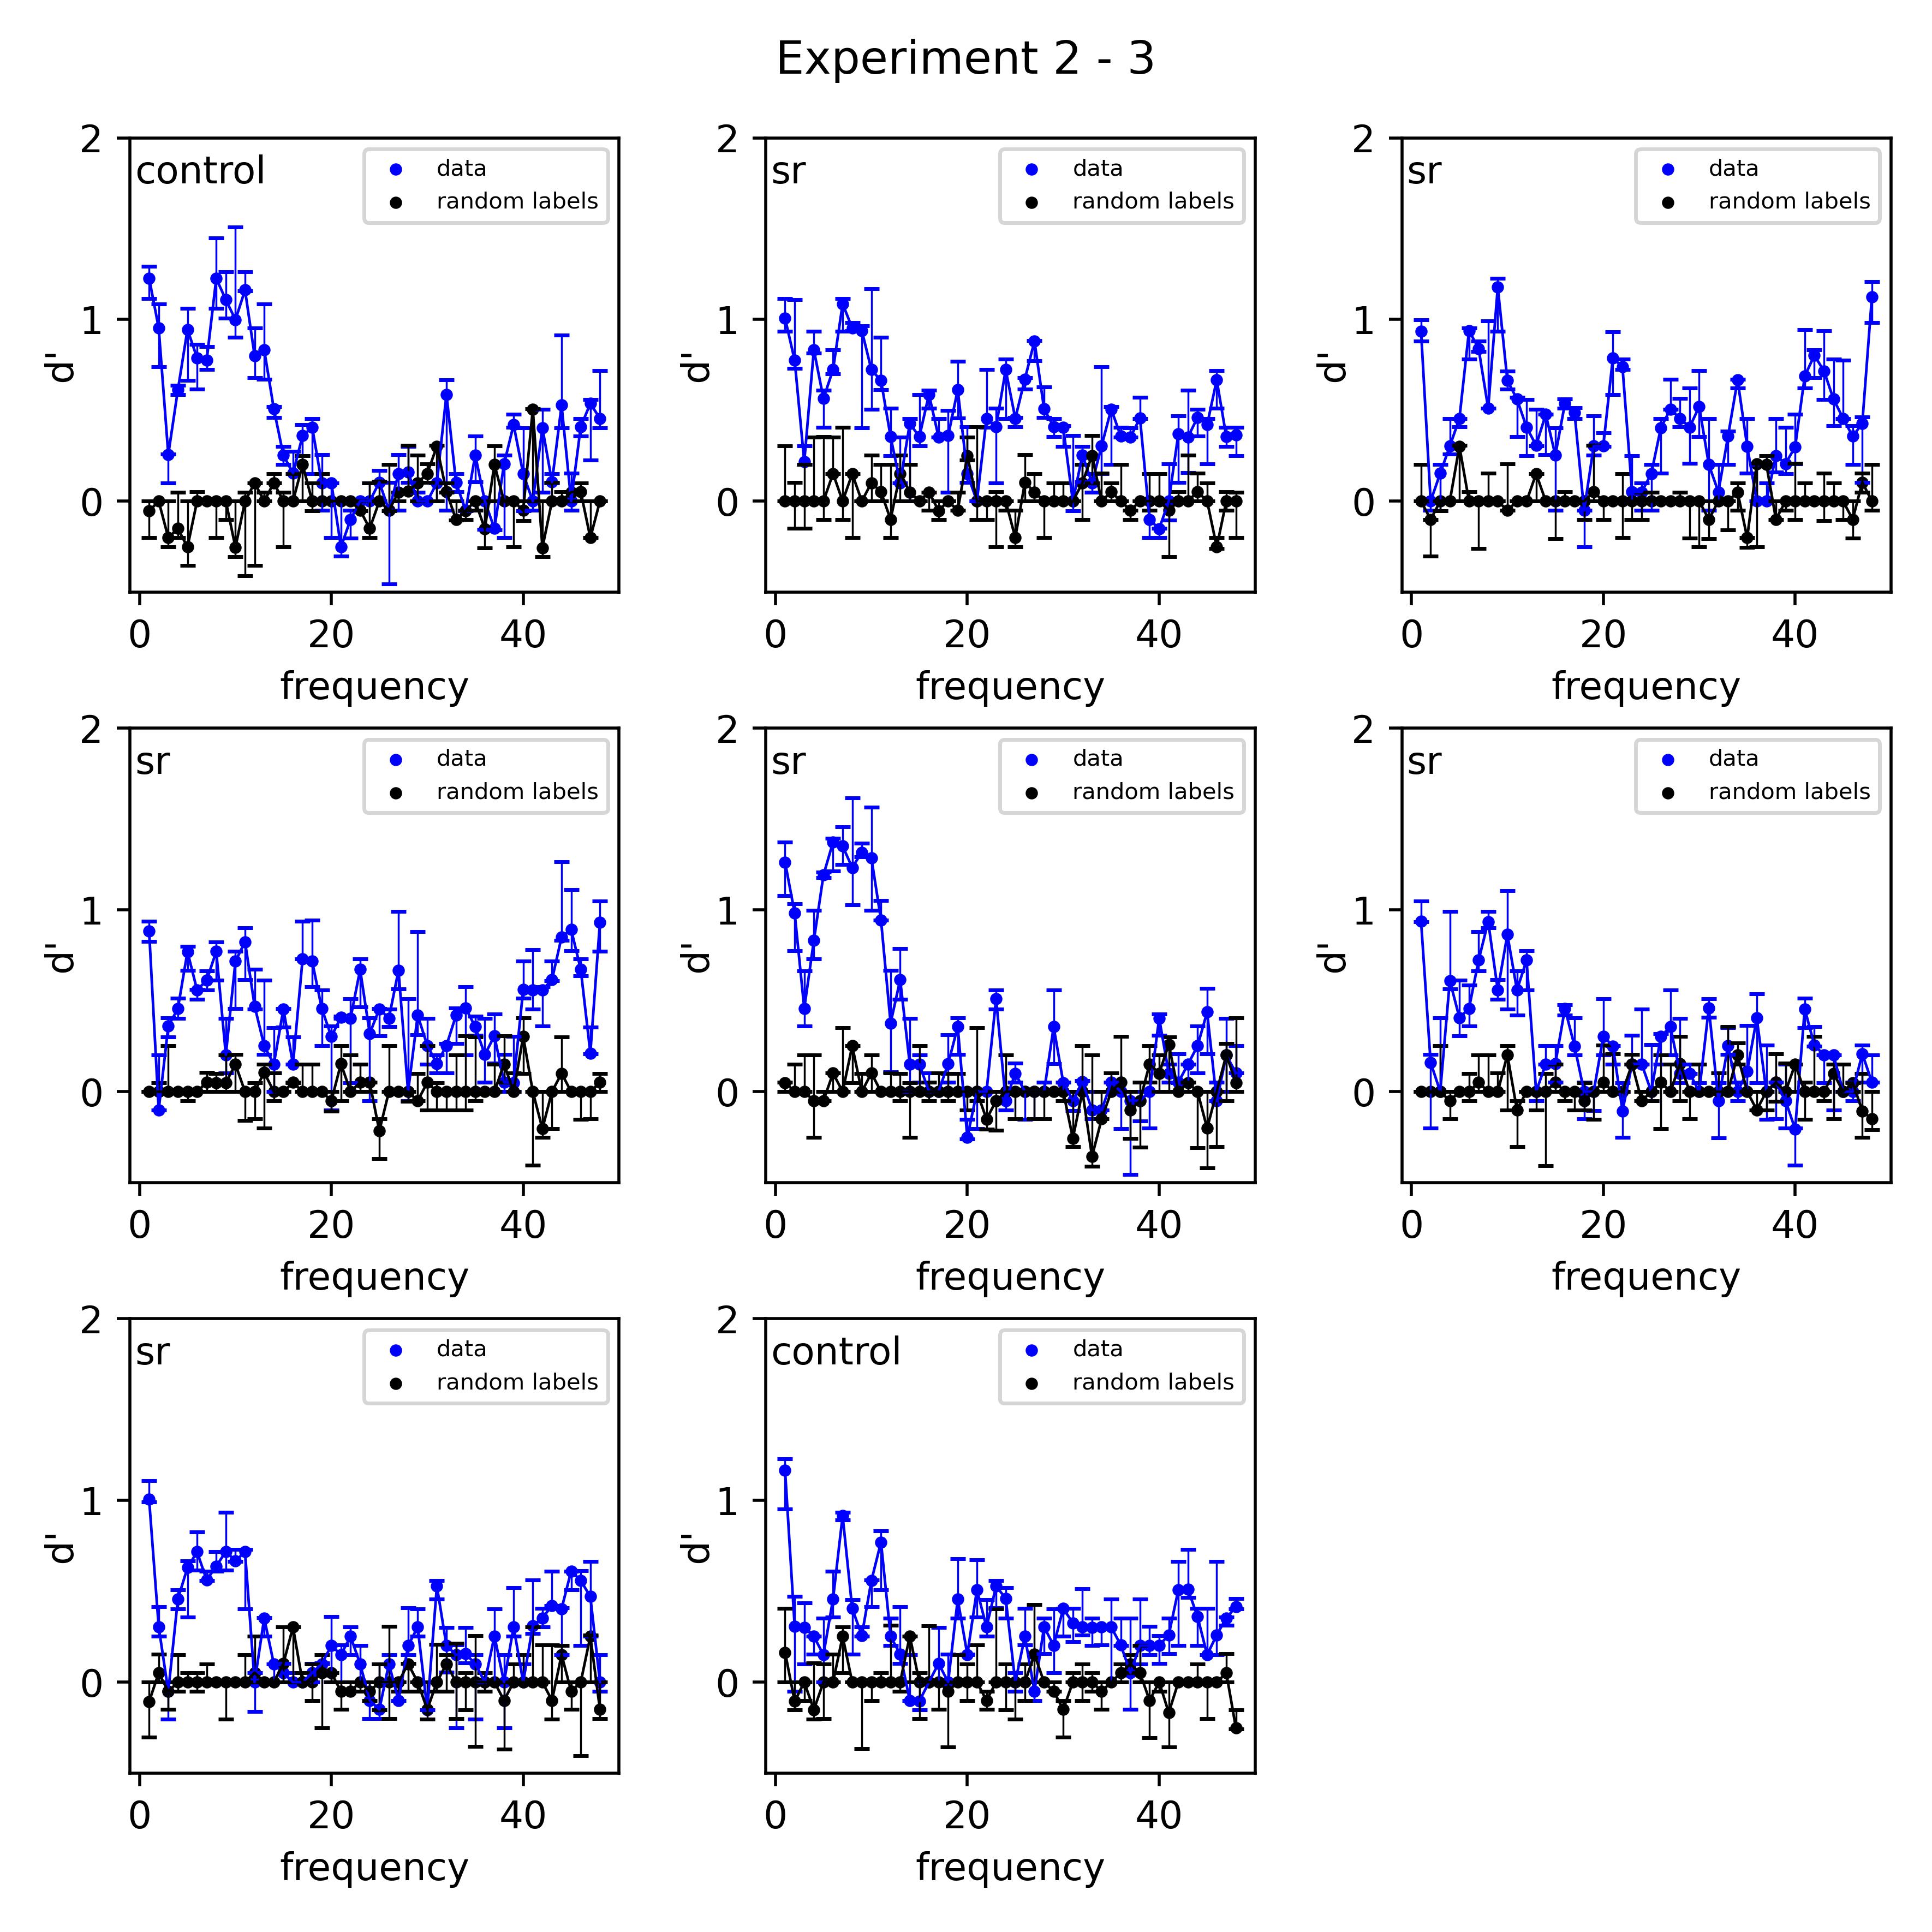 Experiment 2 - 3
2
1
0
d'
control
data
random labels
0 20 40
frequency
2
1
0
d'
sr
data
random labels
0 20 40
frequency
2
1
0
d'
sr
data
random labels
0 20 40
frequency
2
1
0
d'
sr
data
random labels
0 20 40
frequency
2
1
0
d'
sr
data
random labels
0 20 40
frequency
2
1
0
d'
sr
data
random labels
0 20 40
frequency
2
1
0
d'
sr
data
random labels
0 20 40
frequency
2
1
0
d'
control
data
random labels
0 20 40
frequency